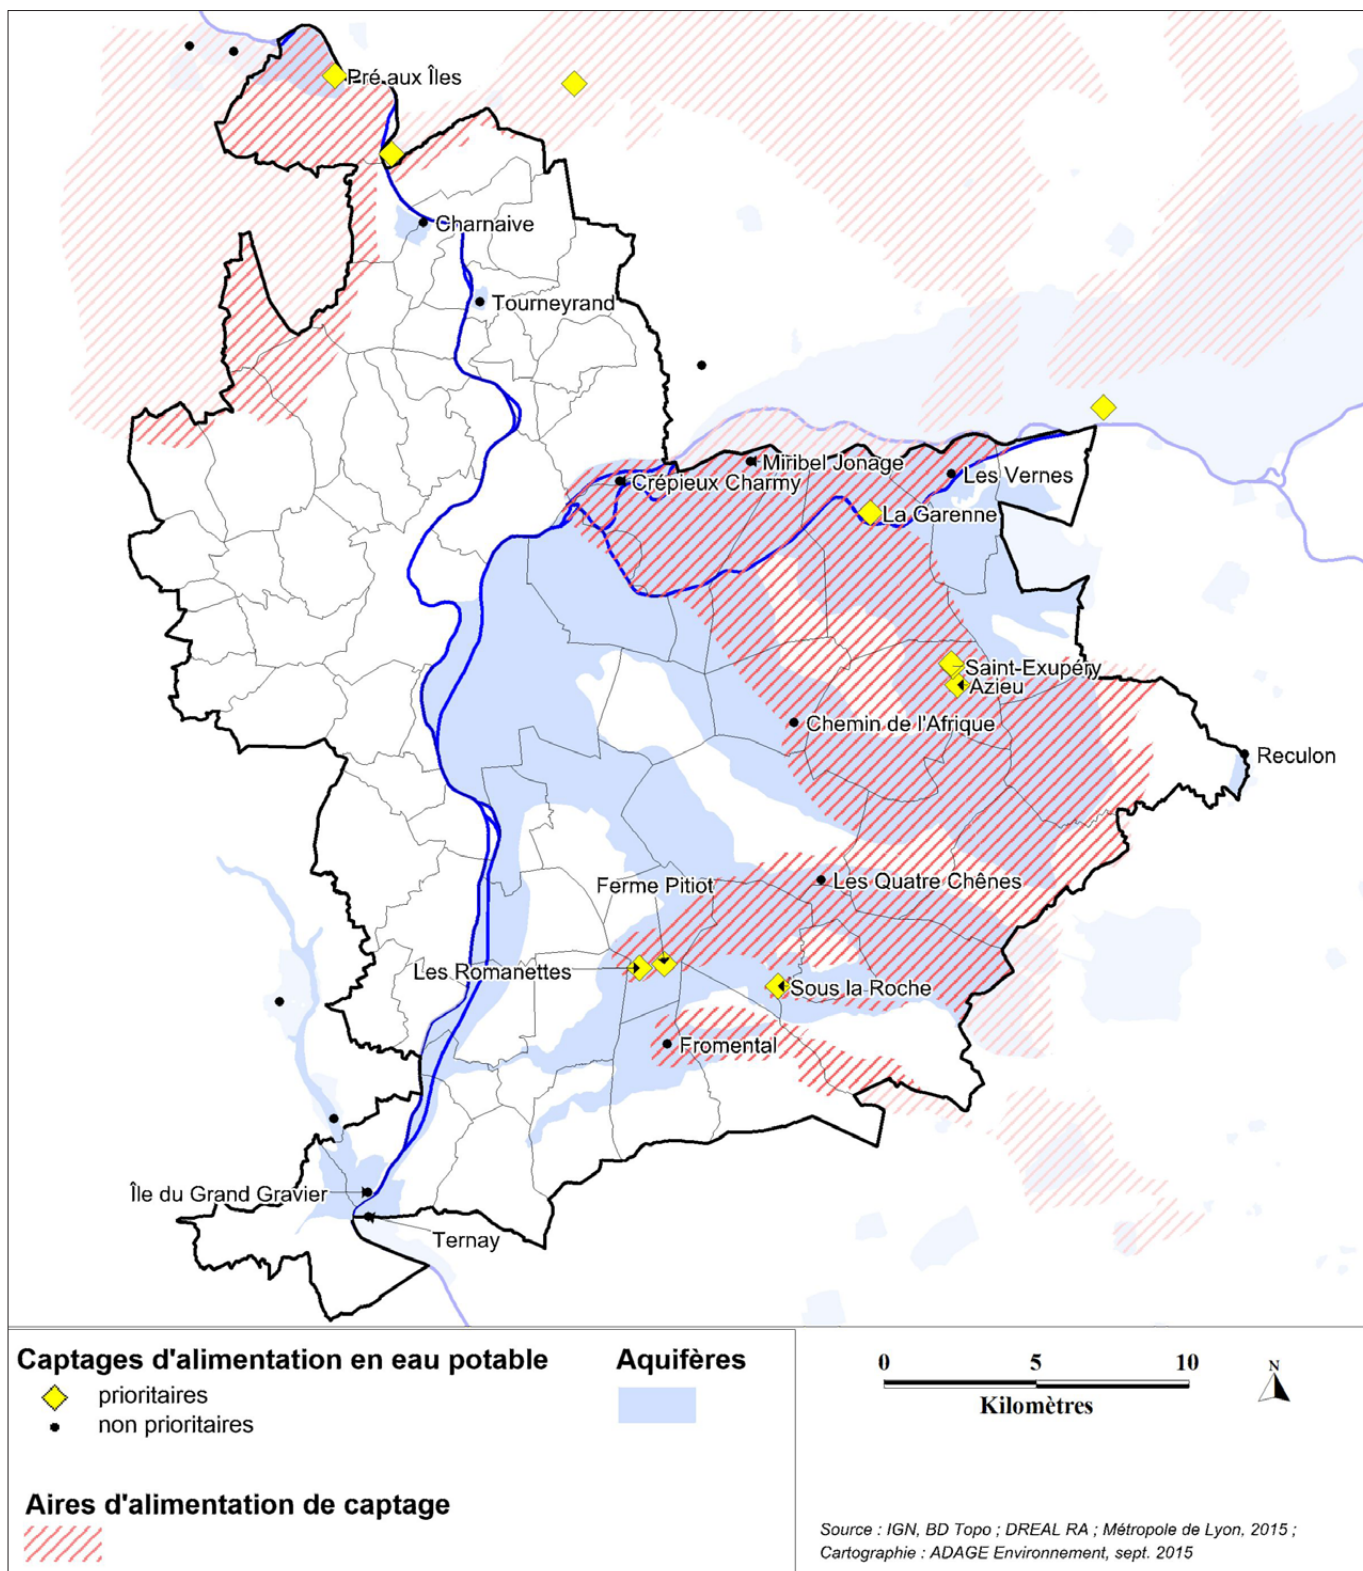 Pré aux Îles
Charnaive
Tourneyrand
Miribel Jonage
Crépieux Charmy
Les Vernes
La Garenne
Saint-Exupéry
Azieu
Chemin de l'Afrique
Reculon
Les Quatre Chênes
Ferme Pitiot
Les Romanettes
Sous la Roche
Fromental
Île du Grand Gravier
Ternay
Captages d'alimentation en eau potable
prioritaires
non prioritaires
Aquifères
Aires d'alimentation de captage
0 5 10
Kilomètres
N
Source : IGN, BD Topo ; DREAL RA ; Métropole de Lyon, 2015 ;
Cartographie : ADAGE Environnement, sept. 2015